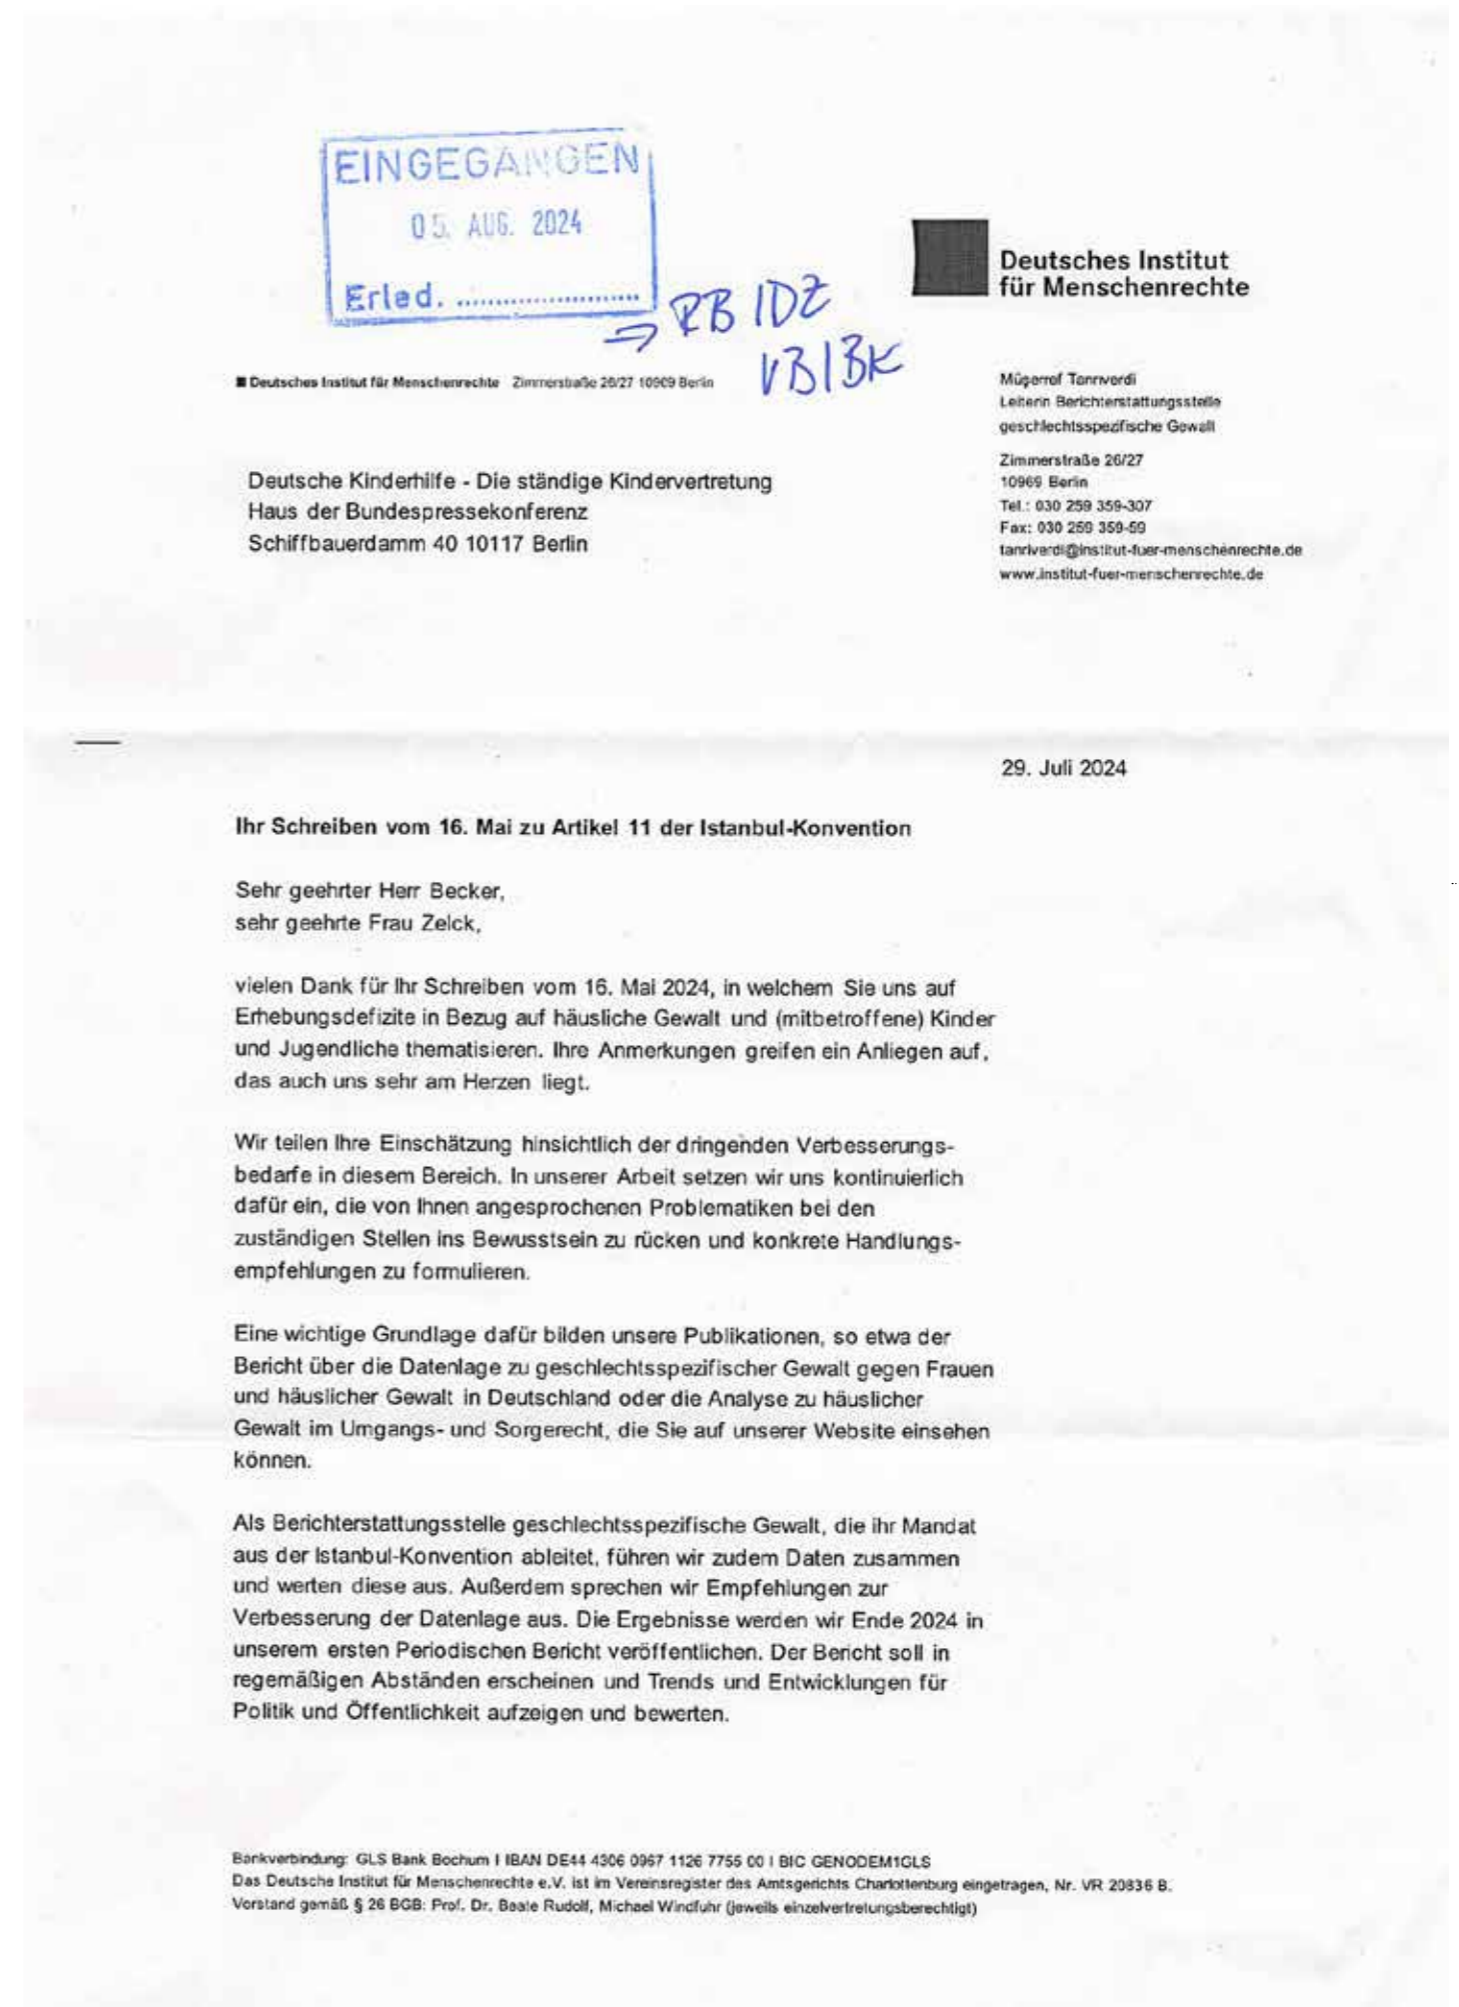 EINGEGANGEN
05. AUG. 2024
Erled. ........................
⇒ RB IDZ
VB|BK
Deutsches Institut
für Menschenrechte
■ Deutsches Institut für Menschenrechte Zimmerstraße 26/27 10969 Berlin
Leiterin Berichterstattungsstelle
geschlechtsspezifische Gewalt
Zimmerstraße 26/27
10969 Berlin
Tel.: 030 259 359-307
Fax: 030 259 359-59
tanriverdi@institut-fuer-menschenrechte.de
www.institut-fuer-menschenrechte.de
Deutsche Kinderhilfe - Die ständige Kindervertretung
Haus der Bundespressekonferenz
Schiffbauerdamm 40 10117 Berlin
29. Juli 2024
Ihr Schreiben vom 16. Mai zu Artikel 11 der Istanbul-Konvention
Sehr geehrter Herr Becker,
sehr geehrte Frau Zelck,
vielen Dank für Ihr Schreiben vom 16. Mai 2024, in welchem Sie uns auf
Erhebungsdefizite in Bezug auf häusliche Gewalt und (mitbetroffene) Kinder
und Jugendliche thematisieren. Ihre Anmerkungen greifen ein Anliegen auf,
das auch uns sehr am Herzen liegt.
Wir teilen Ihre Einschätzung hinsichtlich der dringenden Verbesserungs-
bedarfe in diesem Bereich. In unserer Arbeit setzen wir uns kontinuierlich
dafür ein, die von Ihnen angesprochenen Problematiken bei den
zuständigen Stellen ins Bewusstsein zu rücken und konkrete Handlungs-
empfehlungen zu formulieren.
Eine wichtige Grundlage dafür bilden unsere Publikationen, so etwa der
Bericht über die Datenlage zu geschlechtsspezifischer Gewalt gegen Frauen
und häuslicher Gewalt in Deutschland oder die Analyse zu häuslicher
Gewalt im Umgangs- und Sorgerecht, die Sie auf unserer Website einsehen
können.
Als Berichterstattungsstelle geschlechtsspezifische Gewalt, die ihr Mandat
aus der Istanbul-Konvention ableitet, führen wir zudem Daten zusammen
und werten diese aus. Außerdem sprechen wir Empfehlungen zur
Verbesserung der Datenlage aus. Die Ergebnisse werden wir Ende 2024 in
unserem ersten Periodischen Bericht veröffentlichen. Der Bericht soll in
regemäßigen Abständen erscheinen und Trends und Entwicklungen für
Politik und Öffentlichkeit aufzeigen und bewerten.
Bankverbindung: GLS Bank Bochum I IBAN DE44 4306 0967 1126 7755 00 I BIC GENODEM1GLS
Das Deutsche Institut für Menschenrechte e.V. ist im Vereinsregister des Amtsgerichts Charlottenburg eingetragen, Nr. VR 20836 B.
Vorstand gemäß § 26 BGB: Prof. Dr. Beate Rudolf, Michael Windfuhr (jeweils einzelvertretungsberechtigt)